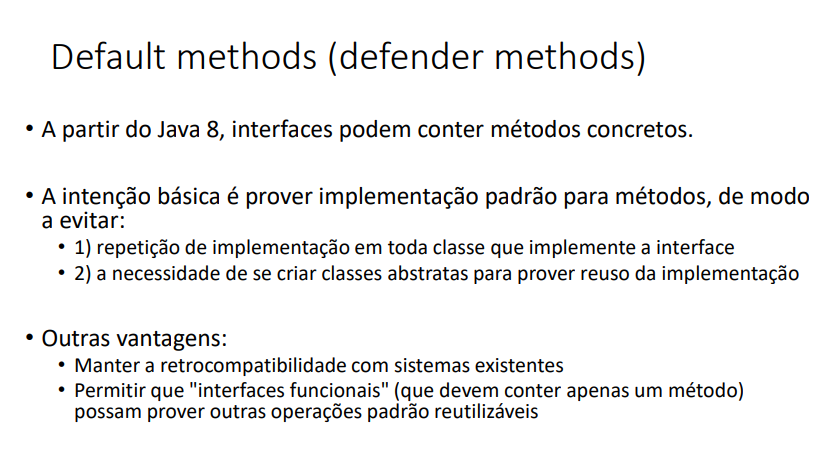 Default methods (defender methods)
• A partir do Java 8, interfaces podem conter métodos concretos.
• A intenção básica é prover implementação padrão para métodos, de modo
a evitar:
• 1) repetição de implementação em toda classe que implemente a interface
• 2) a necessidade de se criar classes abstratas para prover reuso da implementação
• Outras vantagens:
• Manter a retrocompatibilidade com sistemas existentes
• Permitir que "interfaces funcionais" (que devem conter apenas um método)
possam prover outras operações padrão reutilizáveis